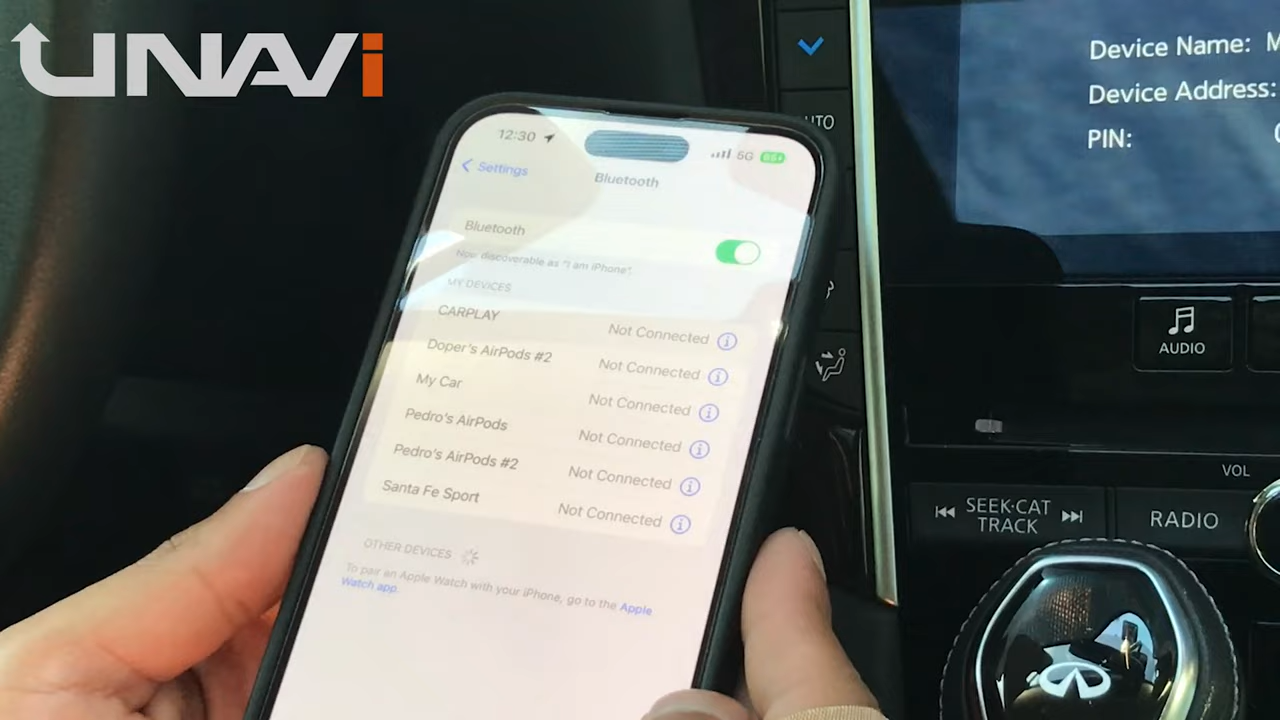 UNAVi
Device Name: M
Device Address:
PIN:
AUDIO
VOL
SEEK·CAT
TRACK
RADIO
12:30
5G
Settings
Bluetooth
Bluetooth
Now discoverable as "I am iPhone".
MY DEVICES
CARPLAY Not Connected
Doper's AirPods #2 Not Connected
My Car Not Connected
Pedro's AirPods Not Connected
Pedro's AirPods #2 Not Connected
Santa Fe Sport Not Connected
OTHER DEVICES
To pair an Apple Watch with your iPhone, go to the Apple
Watch app.